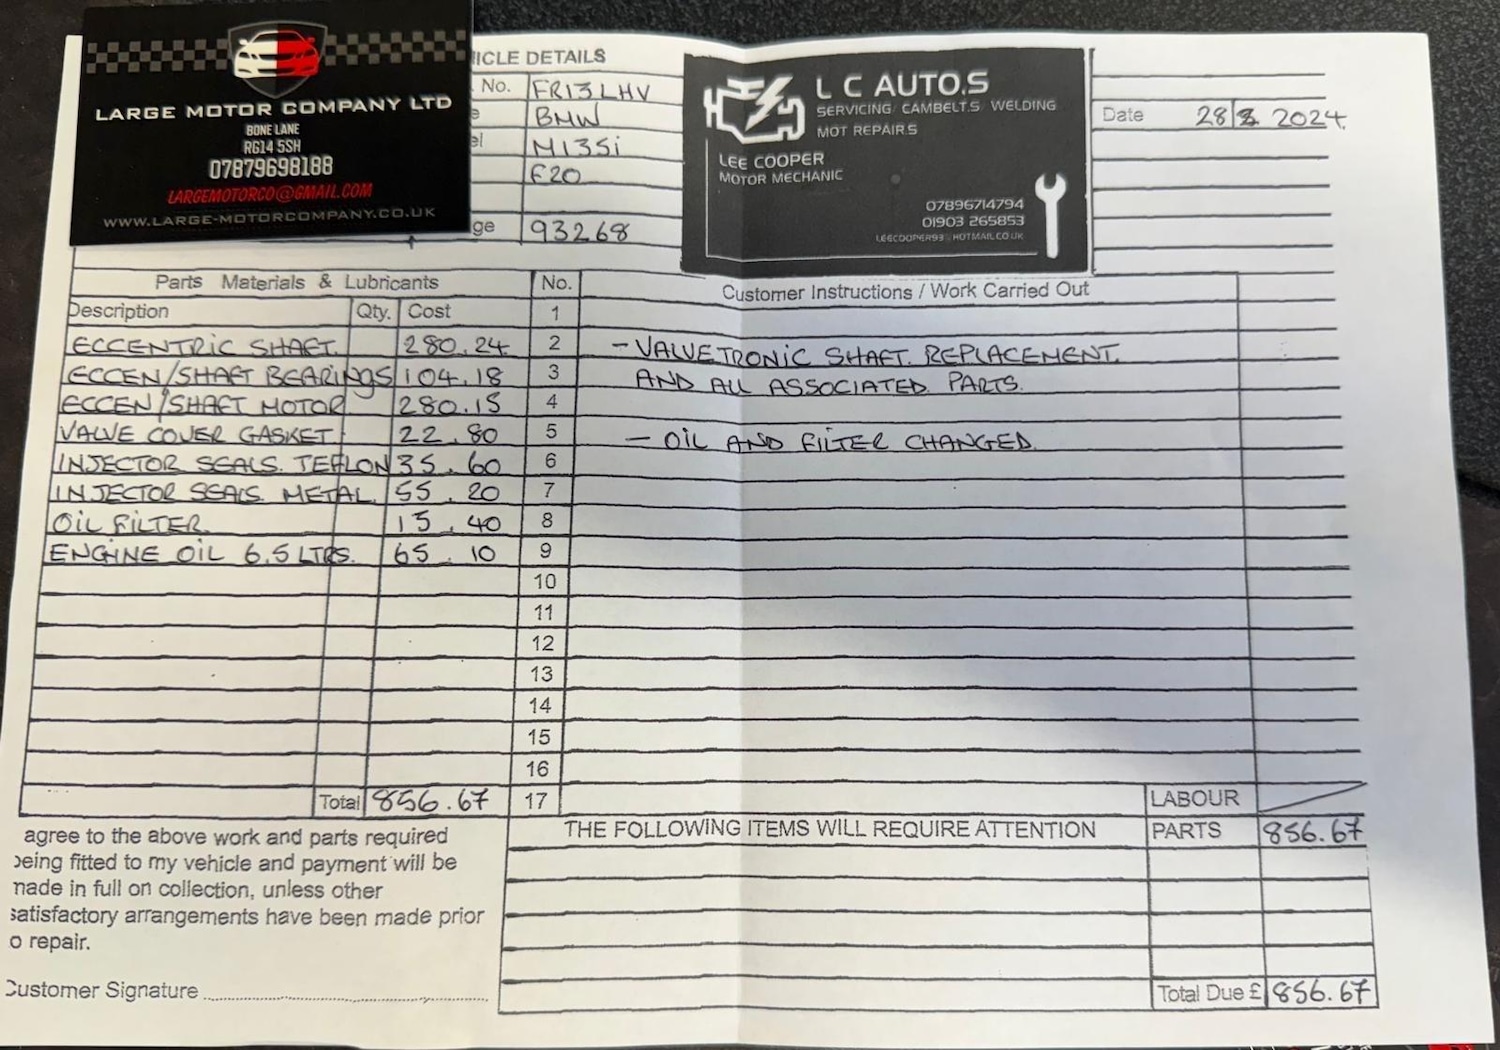 LARGE MOTOR COMPANY LTD
BONE LANE
RG14 5SH
07879698188
LARGEMOTORCO@GMAIL.COM
WWW.LARGE-MOTORCOMPANY.CO.UK
ICLE DETAILS
No. FR13LHV
e BMW
el M135i
F20
ge 93268
L C AUTO.S
SERVICING CAMBELT.S WELDING
MOT REPAIR.S
LEE COOPER
MOTOR MECHANIC
07896714794
01903 265853
LEECOOPER93 HOTMAIL.CO.UK
Date 28 2024
Parts Materials & Lubricants No. Customer Instructions / Work Carried Out
Description Qty. Cost 1
ECCENTRIC SHAFT. 280.24 2 - VALVETRONIC SHAFT. REPLACEMENT.
ECCEN/SHAFT BEARINGS 104.18 3 AND ALL ASSOCIATED PARTS.
ECCEN/SHAFT MOTOR 280.15 4
VALVE COVER GASKET 22.80 5 - OIL AND FILTER CHANGED.
INJECTOR SEALS. TEFLON 35.60 6
INJECTOR SEALS. METAL. 55.20 7
OIL FILTER. 15.40 8
ENGINE OIL 6.5 LTRS. 65.10 9
10
11
12
13
14
15
16
Total 856.67 17 LABOUR
THE FOLLOWING ITEMS WILL REQUIRE ATTENTION PARTS 856.67
agree to the above work and parts required
being fitted to my vehicle and payment will be
made in full on collection, unless other
satisfactory arrangements have been made prior
o repair.
Customer Signature
Total Due £ 856.67